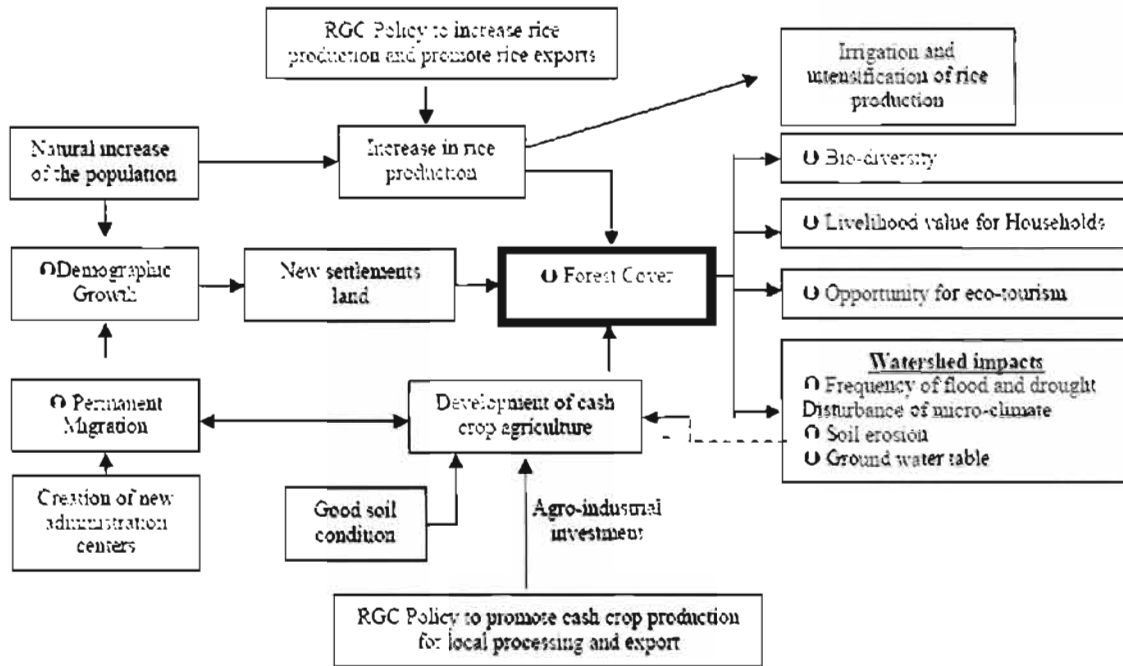 RGC Policy to increase rice
production and promote rice exports
Irrigation and
intensification of rice
production
Natural increase
of the population
Increase in rice
production
Ո Demographic
Growth
New settlements
land
Ս Forest Cover
Ս Bio-diversity
Ս Livelihood value for Households
Ս Opportunity for eco-tourism
Watershed impacts
Ո Frequency of flood and drought
Disturbance of micro-climate
Ո Soil erosion
Ս Ground water table
Ո Permanent
Migration
Development of cash
crop agriculture
Creation of new
administration
centers
Good soil
condition
Agro-industrial
investment
RGC Policy to promote cash crop production
for local processing and export